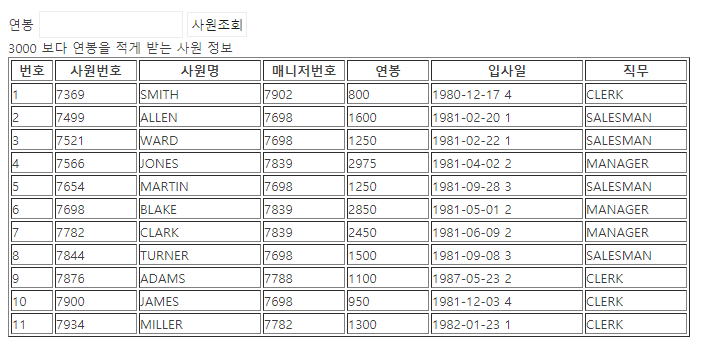 연봉 사원조회
3000 보다 연봉을 적게 받는 사원 정보
번호 사원번호 사원명 매니저번호 연봉 입사일 직무
1 7369 SMITH 7902 800 1980-12-17 4 CLERK
2 7499 ALLEN 7698 1600 1981-02-20 1 SALESMAN
3 7521 WARD 7698 1250 1981-02-22 1 SALESMAN
4 7566 JONES 7839 2975 1981-04-02 2 MANAGER
5 7654 MARTIN 7698 1250 1981-09-28 3 SALESMAN
6 7698 BLAKE 7839 2850 1981-05-01 2 MANAGER
7 7782 CLARK 7839 2450 1981-06-09 2 MANAGER
8 7844 TURNER 7698 1500 1981-09-08 3 SALESMAN
9 7876 ADAMS 7788 1100 1987-05-23 2 CLERK
10 7900 JAMES 7698 950 1981-12-03 4 CLERK
11 7934 MILLER 7782 1300 1982-01-23 1 CLERK